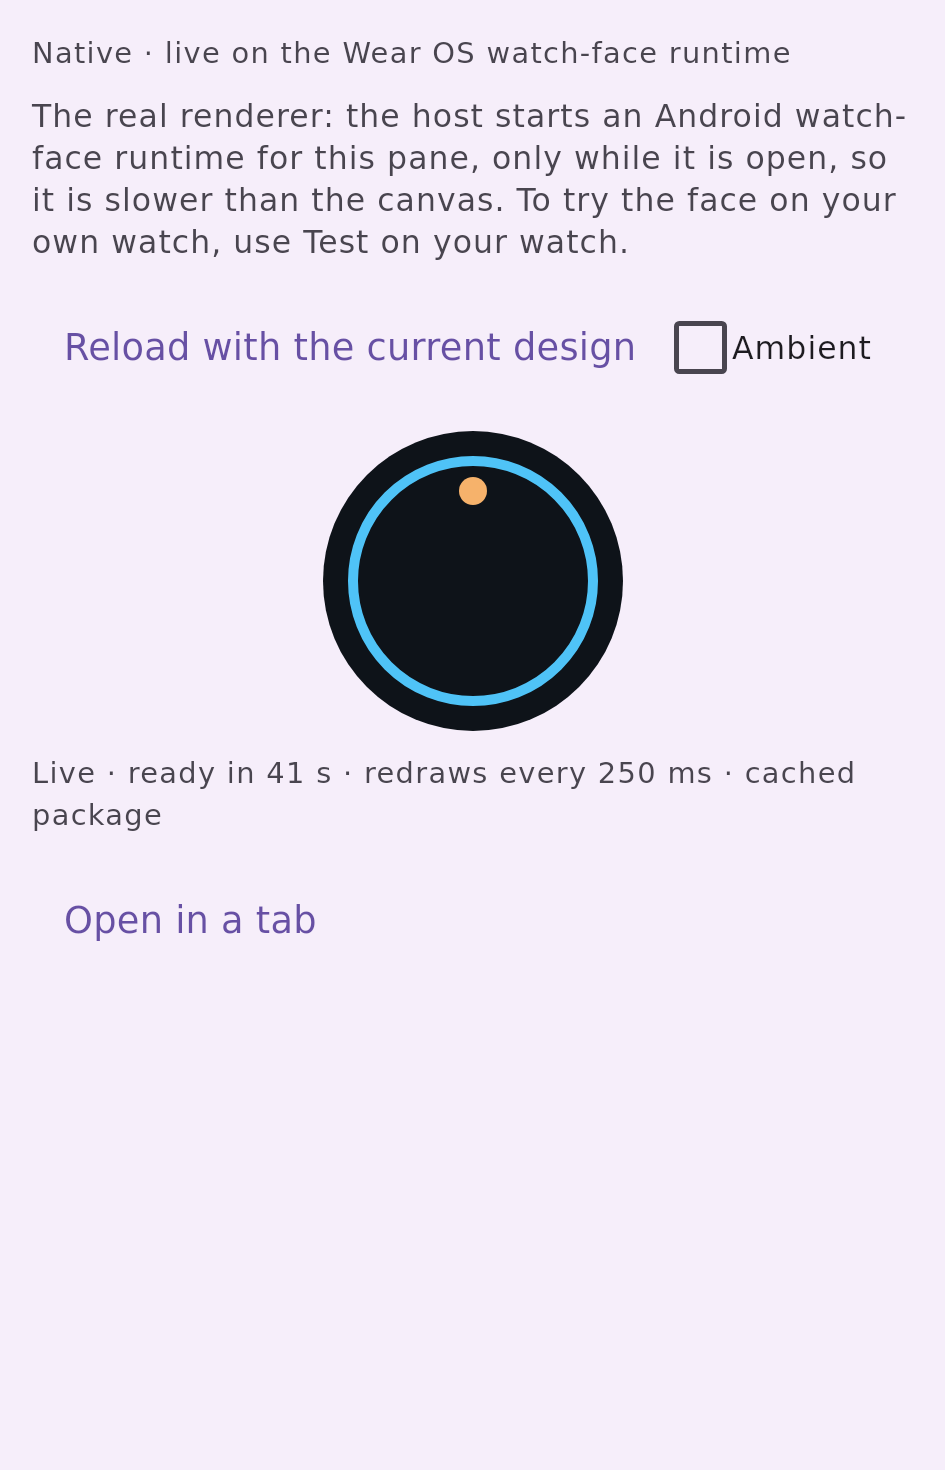 Native · live on the Wear OS watch-face runtime
The real renderer: the host starts an Android watch-
face runtime for this pane, only while it is open, so
it is slower than the canvas. To try the face on your
own watch, use Test on your watch.
Reload with the current design
Ambient
Live · ready in 41 s · redraws every 250 ms · cached
package
Open in a tab